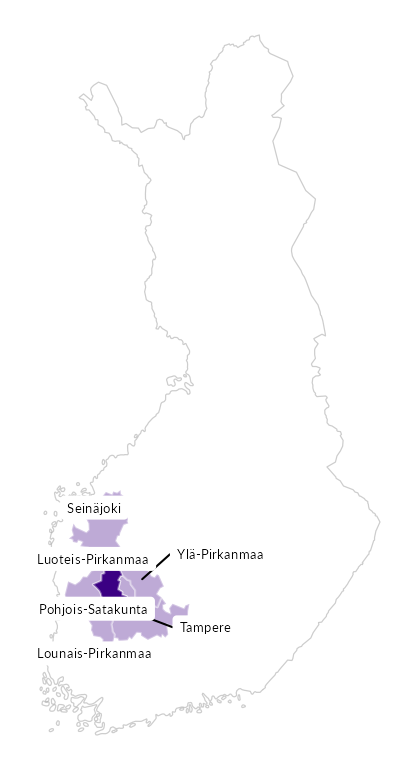 Seinäjoki
Ylä-Pirkanmaa
Luoteis-Pirkanmaa
Pohjois-Satakunta
Tampere
Lounais-Pirkanmaa